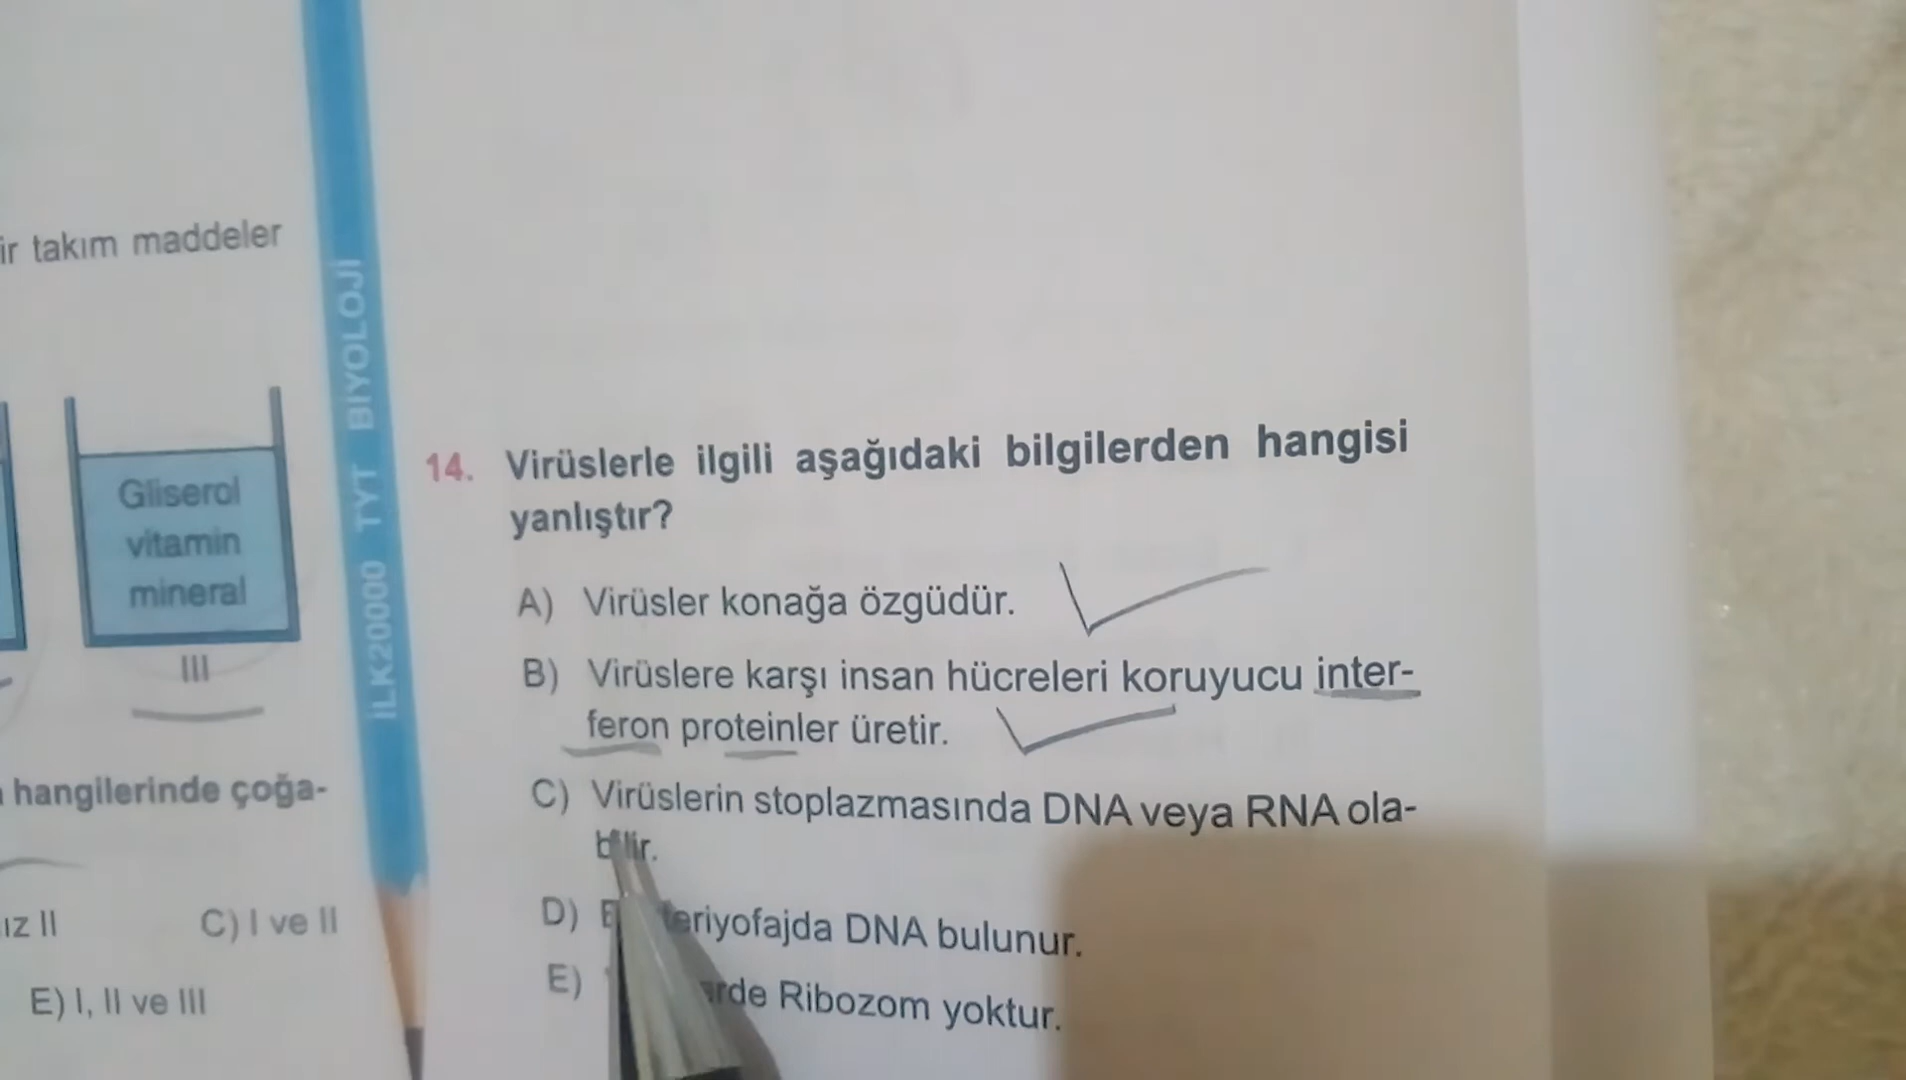 ir takım maddeler
Gliserol
vitamin
mineral
III
hangilerinde çoğa-
ız II
C) I ve II
E) I, II ve III
İLK20000 TYT BİYOLOJİ
14. Virüslerle ilgili aşağıdaki bilgilerden hangisi
yanlıştır?
A) Virüsler konağa özgüdür.
B) Virüslere karşı insan hücreleri koruyucu inter-
feron proteinler üretir.
C) Virüslerin stoplazmasında DNA veya RNA ola-
bilir.
D) teriyofajda DNA bulunur.
E) rde Ribozom yoktur.